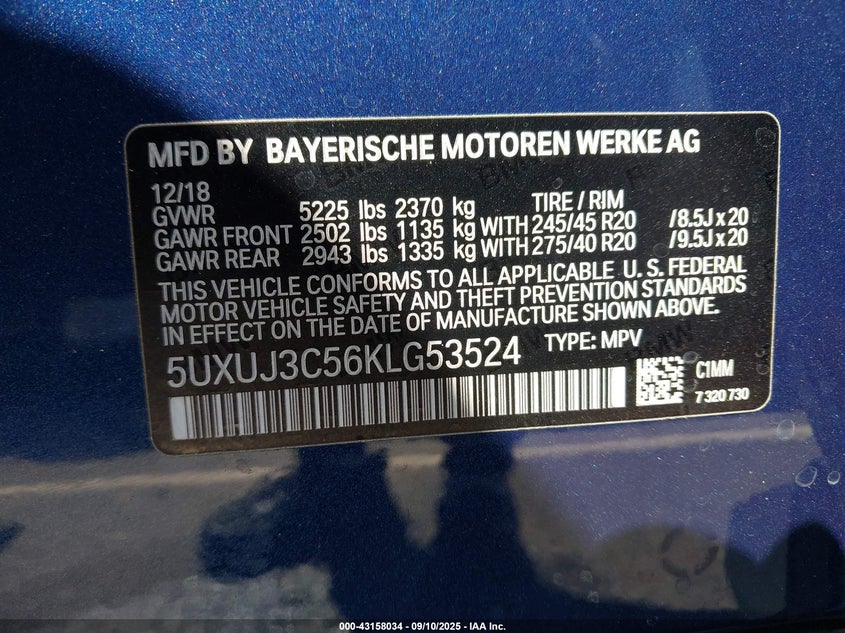 MFD BY BAYERISCHE MOTOREN WERKE AG
12/18 TIRE / RIM
GVWR 5225 lbs 2370 kg
GAWR FRONT 2502 lbs 1135 kg WITH 245/45 R20 /8.5J x 20
GAWR REAR 2943 lbs 1335 kg WITH 275/40 R20 /9.5J x 20
THIS VEHICLE CONFORMS TO ALL APPLICABLE U. S. FEDERAL
MOTOR VEHICLE SAFETY AND THEFT PREVENTION STANDARDS
IN EFFECT ON THE DATE OF MANUFACTURE SHOWN ABOVE.
5UXUJ3C56KLG53524 TYPE: MPV
C1MM
7 320 730
000-43158034 - 09/10/2025 - IAA Inc.